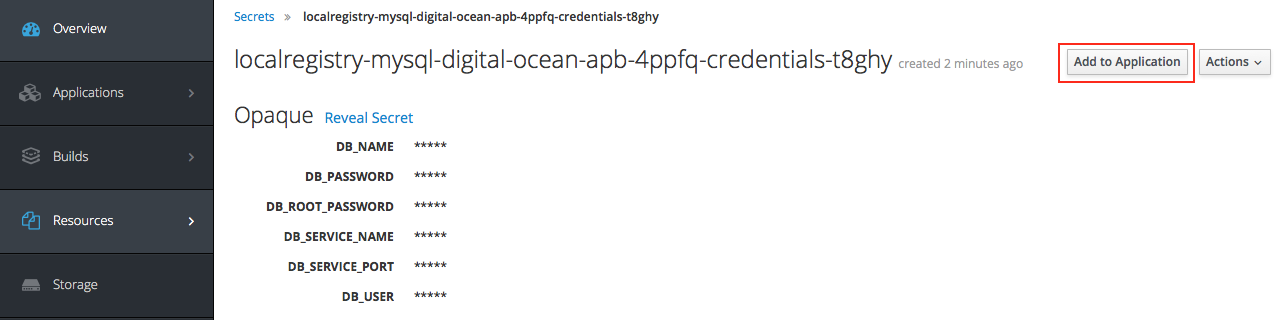 Overview
Applications
Builds
Resources
Storage
Secrets » localregistry-mysql-digital-ocean-apb-4ppfq-credentials-t8ghy
localregistry-mysql-digital-ocean-apb-4ppfq-credentials-t8ghy created 2 minutes ago
Add to Application
Actions
Opaque Reveal Secret
DB_NAME *****
DB_PASSWORD *****
DB_ROOT_PASSWORD *****
DB_SERVICE_NAME *****
DB_SERVICE_PORT *****
DB_USER *****